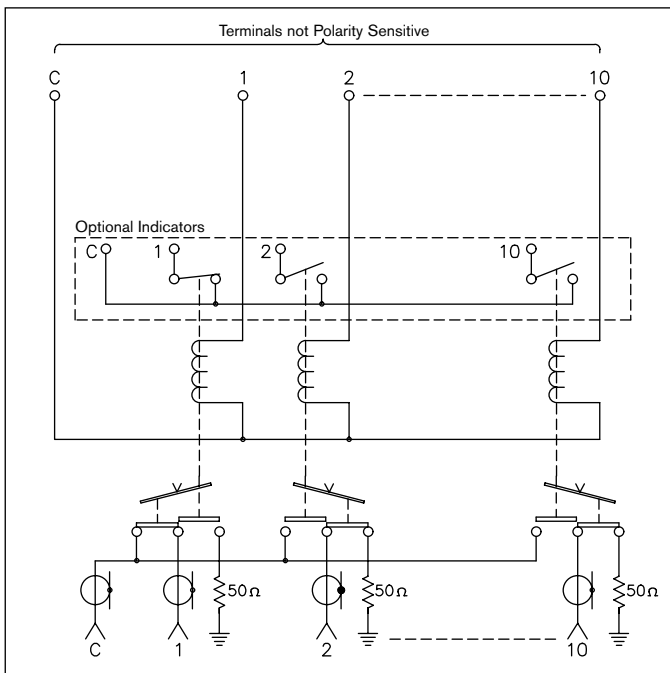 Terminals not Polarity Sensitive
C 1 2 10
Optional Indicators
C 1 2 10
50Ω 50Ω 50Ω
C 1 2 10